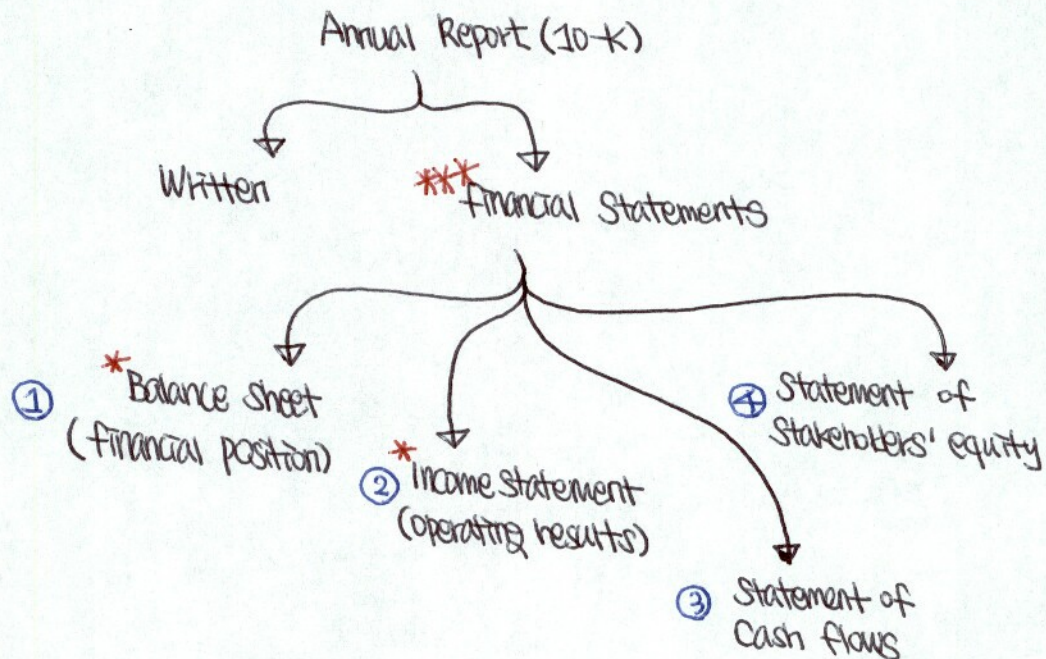 Annual Report (10-K)
Written
*** Financial Statements
① * Balance Sheet
(financial position)
② * Income Statement
(operating results)
③ Statement of
Cash flows
④ Statement of
Stakeholders' equity